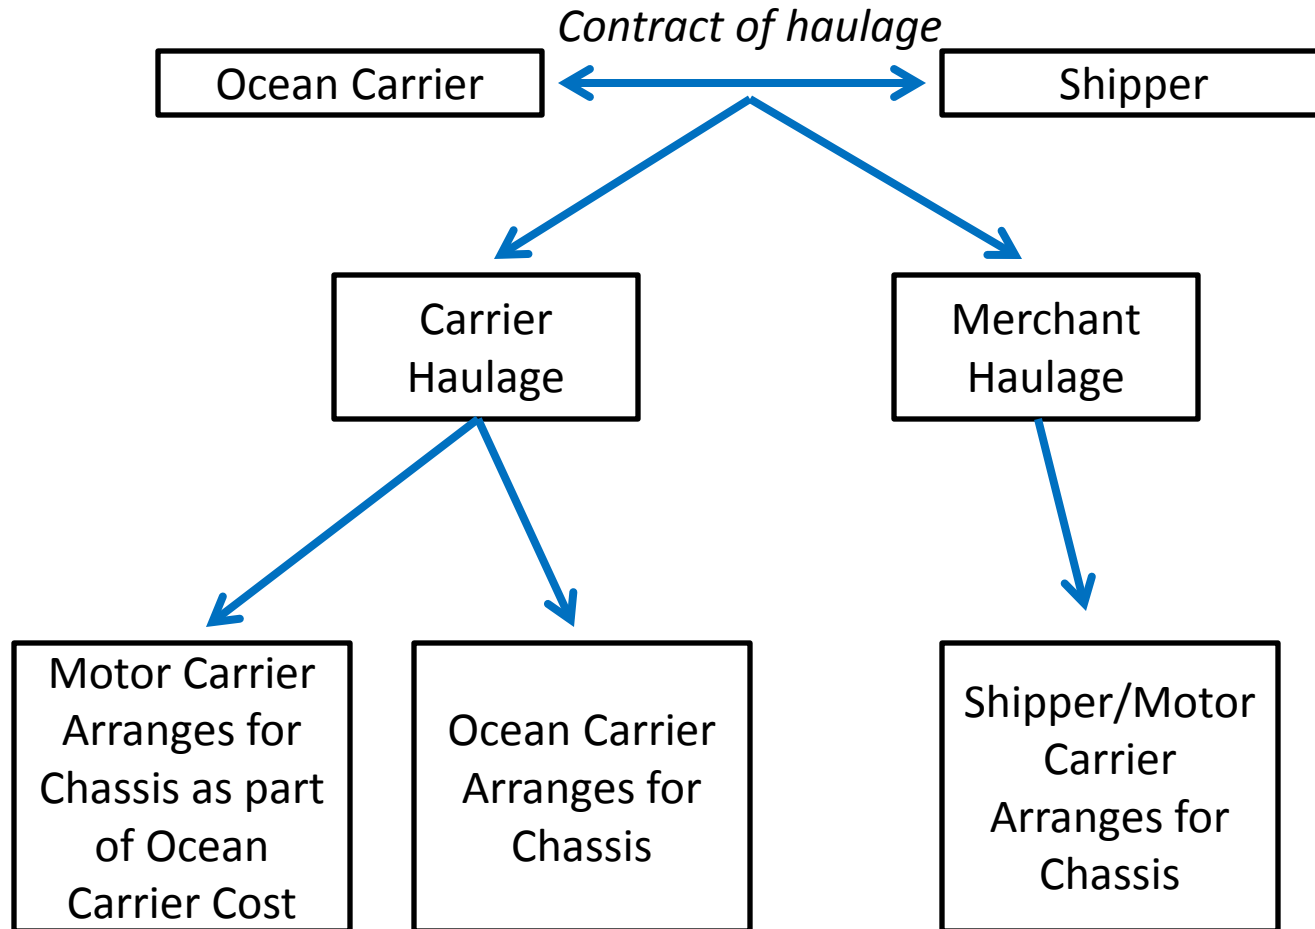 Contract of haulage
Ocean Carrier
Shipper
Carrier
Haulage
Merchant
Haulage
Motor Carrier
Arranges for
Chassis as part
of Ocean
Carrier Cost
Ocean Carrier
Arranges for
Chassis
Shipper/Motor
Carrier
Arranges for
Chassis